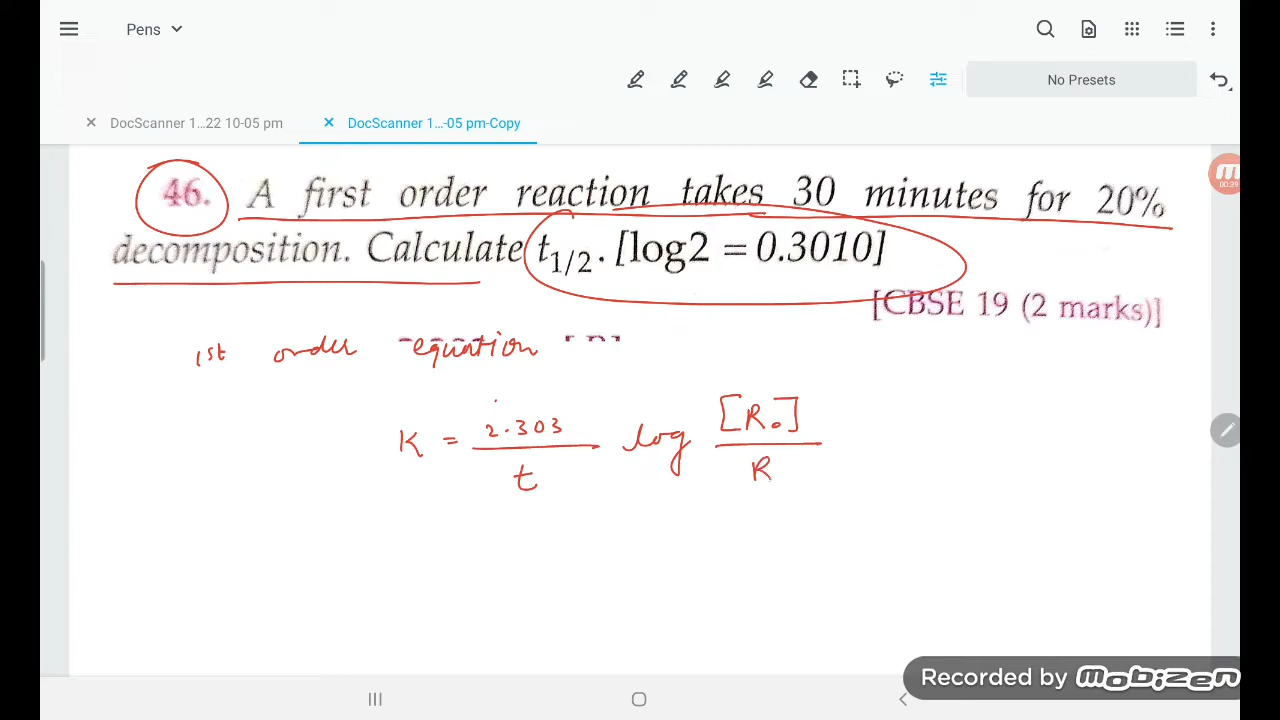 Pens
No Presets
DocScanner 1...22 10-05 pm
DocScanner 1...-05 pm-Copy
00:39
46. A first order reaction takes 30 minutes for 20%
decomposition. Calculate t1/2. [log2 = 0.3010]
[CBSE 19 (2 marks)]
1st order equation
K = 2.303 / t log [R₀] / R
Recorded by mobizen